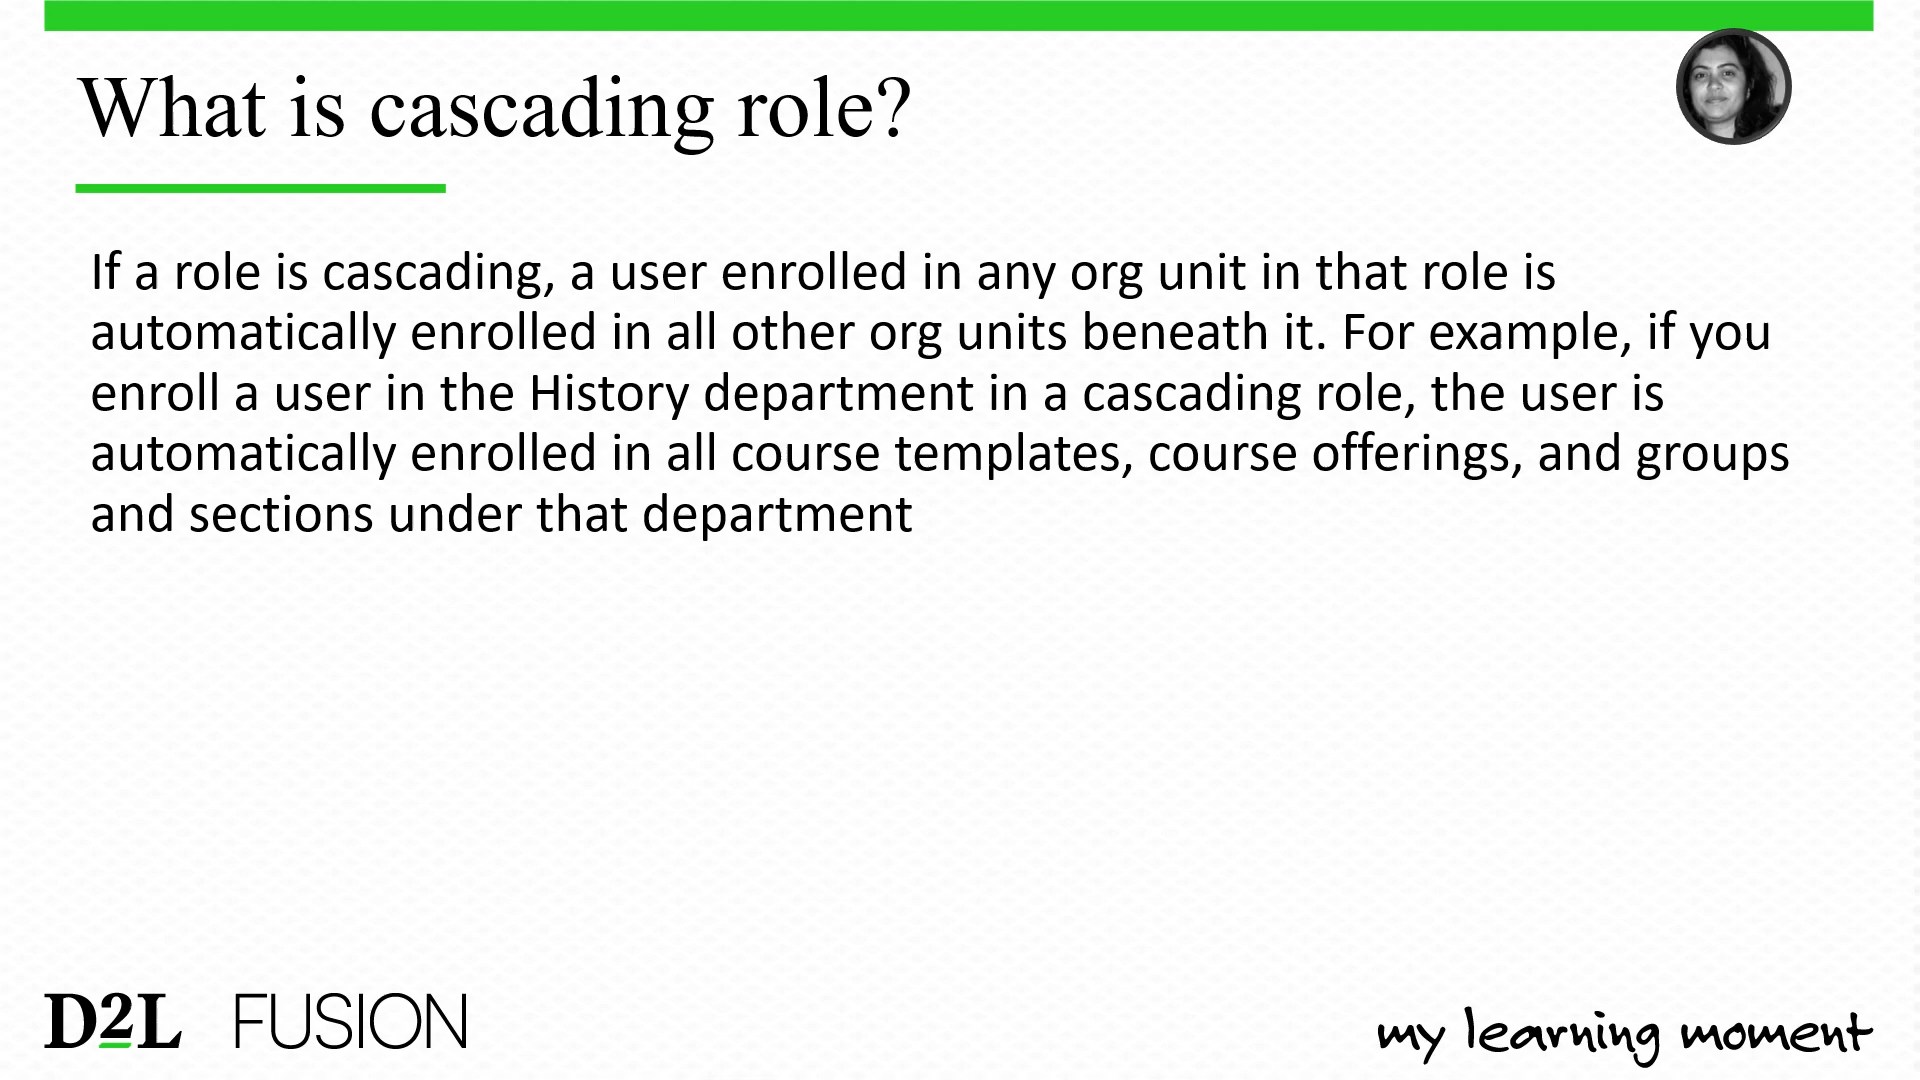 What is cascading role?
If a role is cascading, a user enrolled in any org unit in that role is
automatically enrolled in all other org units beneath it. For example, if you
enroll a user in the History department in a cascading role, the user is
automatically enrolled in all course templates, course offerings, and groups
and sections under that department
D2L FUSION
my learning moment